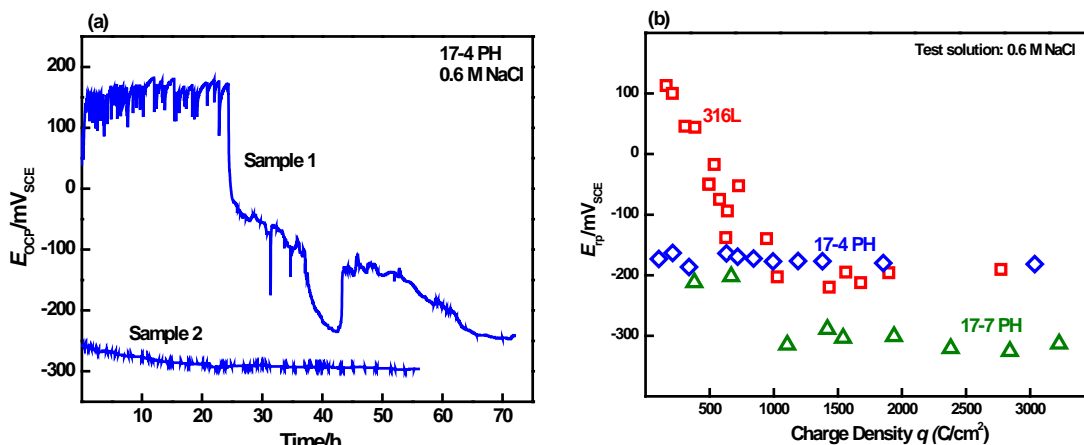 (a)
17-4 PH
0.6 M NaCl
E_OCP/mV_SCE
200
150
100
0
-100
-200
-300
Sample 1
Sample 2
10
20
30
40
50
60
70
Time/h
(b)
Test solution: 0.6 M NaCl
E_rp/mV_SCE
100
0
-100
-200
-300
316L
17-4 PH
17-7 PH
500
1000
1500
2000
2500
3000
Charge Density q (C/cm²)